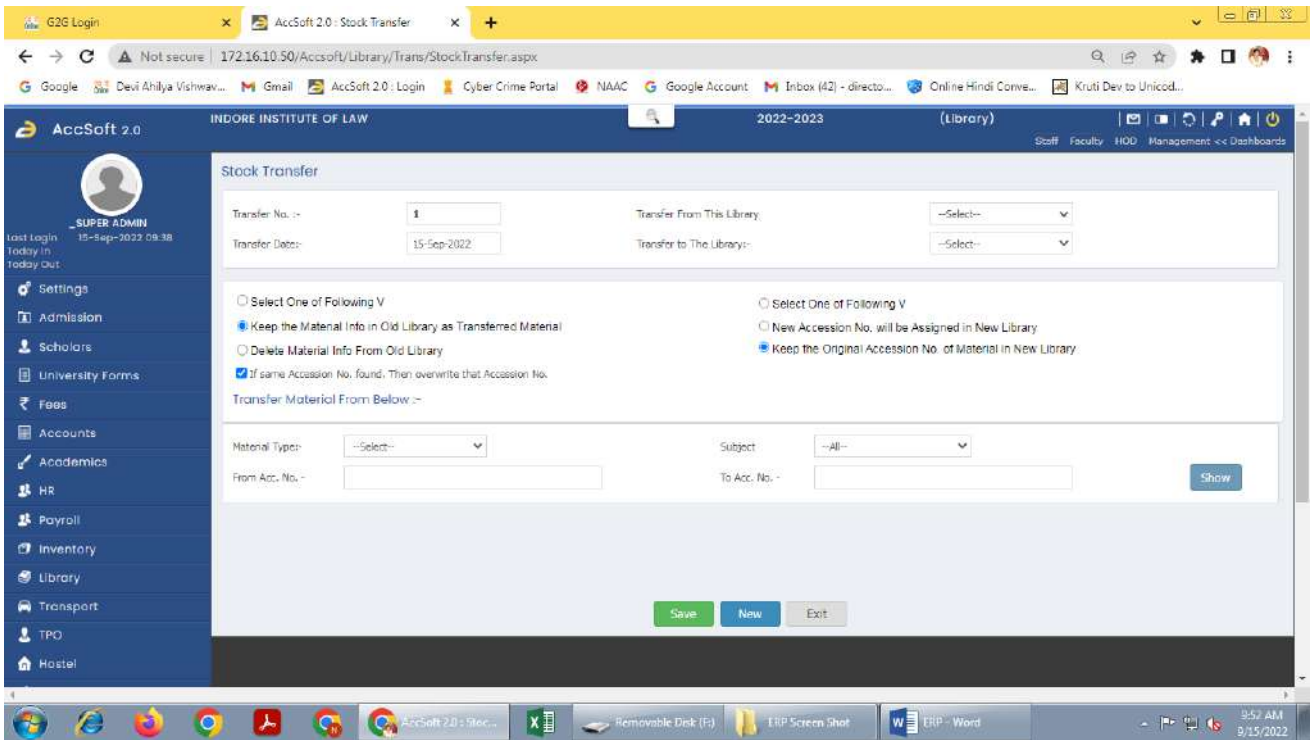 G2G Login
AccSoft 2.0 : Stock Transfer
Not secure | 172.16.10.50/Accsoft/Library/Trans/StockTransfer.aspx
Google Devi Ahilya Vishwav... Gmail AccSoft 2.0 : Login Cyber Crime Portal NAAC Google Account Inbox (42) - directo... Online Hindi Conve... Kruti Dev to Unicod...
AccSoft 2.0
INDORE INSTITUTE OF LAW 2022-2023 (Library)
Staff Faculty HOD Management << Dashboards
_SUPER ADMIN
Last Login 15-Sep-2022 09:38
Today In
Today Out
Settings
Admission
Scholars
University Forms
Fees
Accounts
Academics
HR
Payroll
Inventory
Library
Transport
TPO
Hostel
Stock Transfer
Transfer No. :- 1 Transfer From This Library --Select--
Transfer Date:- 15-Sep-2022 Transfer to The Library:- --Select--
Select One of Following V Select One of Following V
Keep the Material Info in Old Library as Transferred Material New Accession No. will be Assigned in New Library
Delete Material Info From Old Library Keep the Original Accession No. of Material in New Library
If same Accession No. found. Then overwrite that Accession No.
Transfer Material From Below :-
Material Type:- --Select-- Subject --All--
From Acc. No. - To Acc. No. - Show
Save New Exit
AccSoft 2.0 : Stoc... Removable Disk (F:) ERP Screen Shot ERP - Word
9:52 AM
9/15/2022